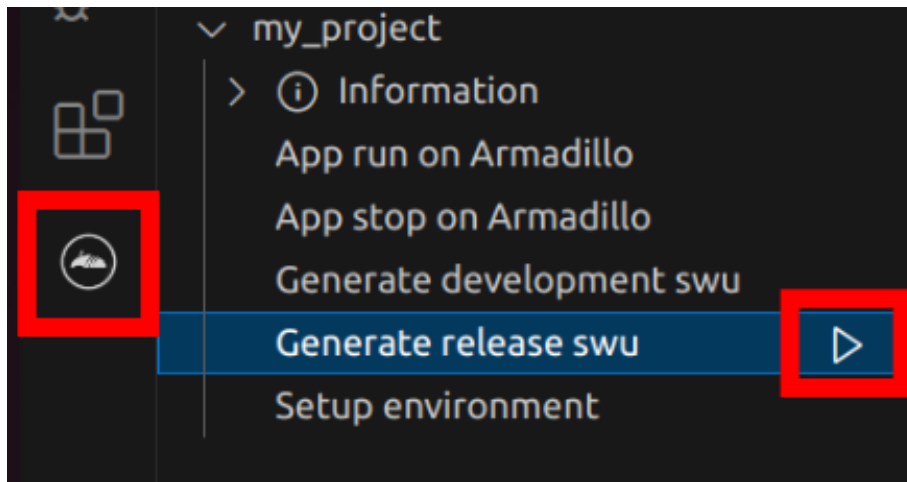 my_project
Information
App run on Armadillo
App stop on Armadillo
Generate development swu
Generate release swu
Setup environment